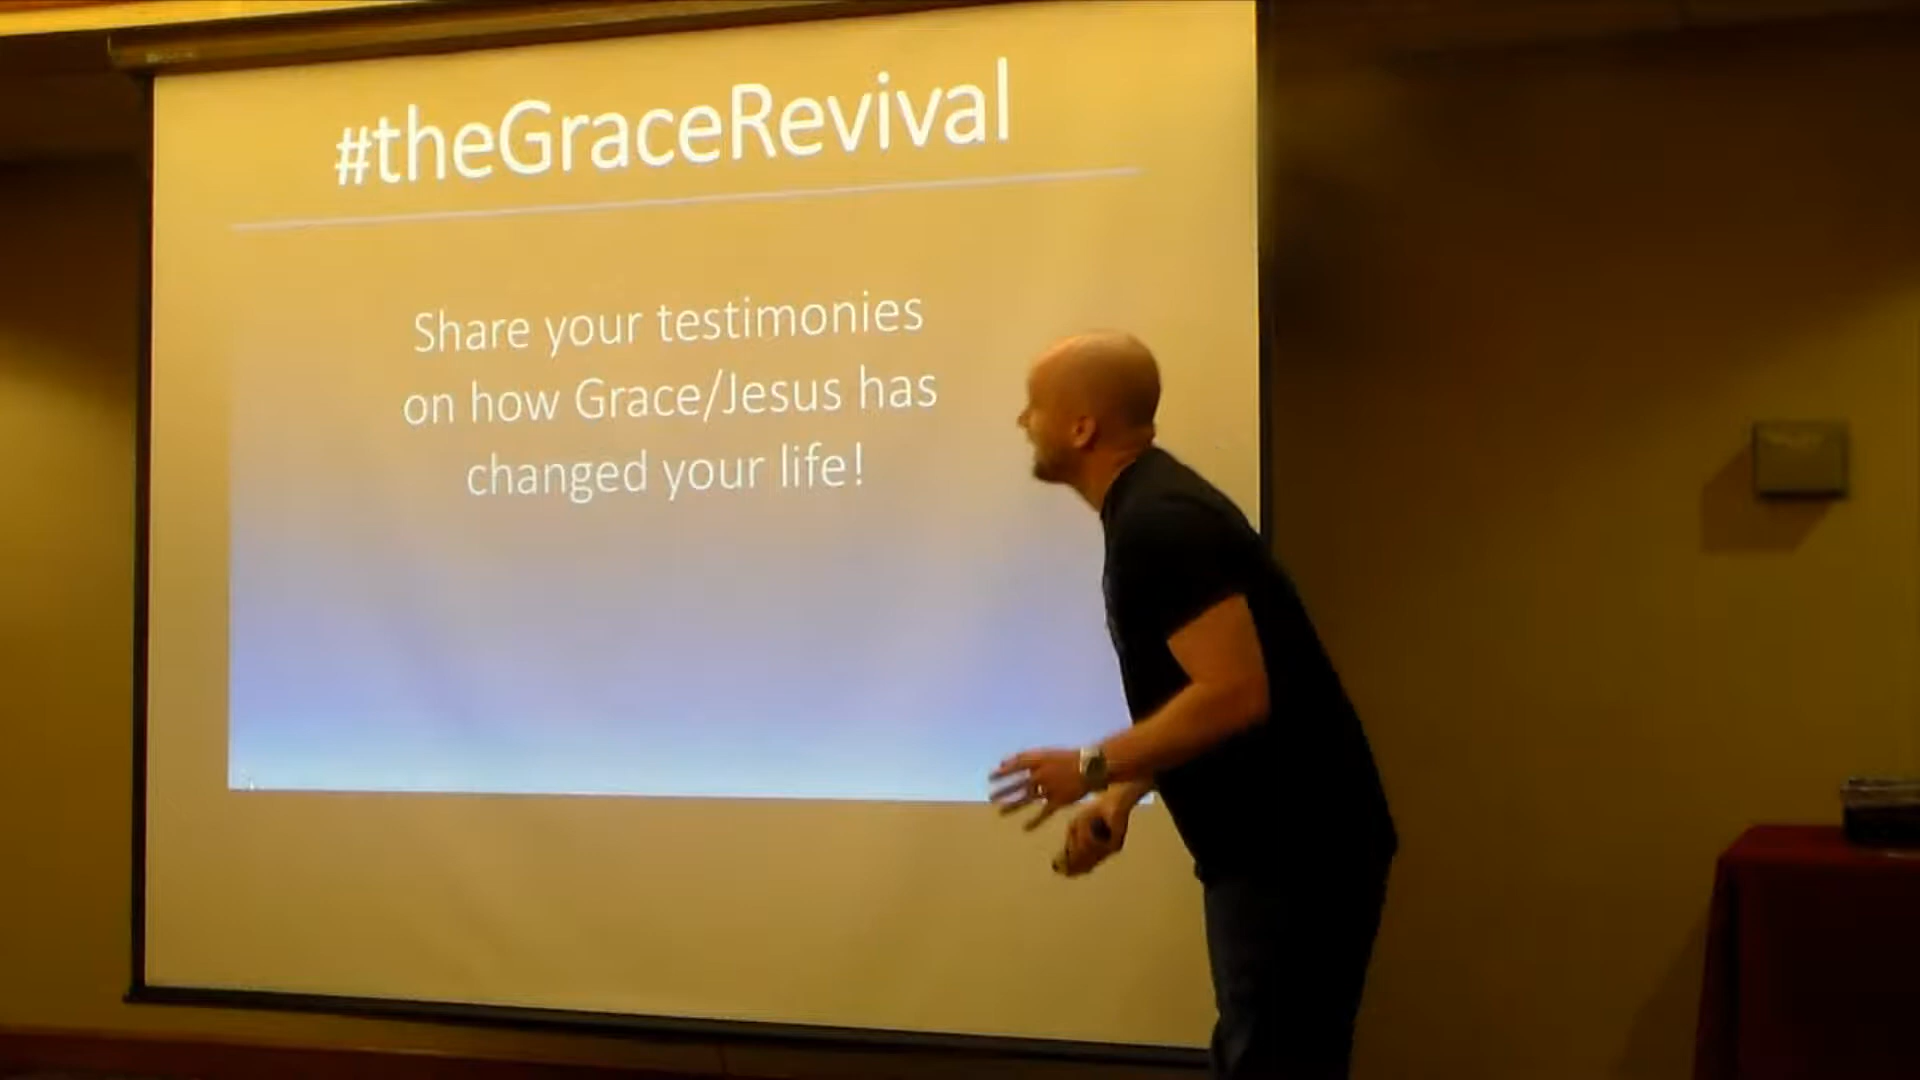 #theGraceRevival
Share your testimonies
on how Grace/Jesus has
changed your life!